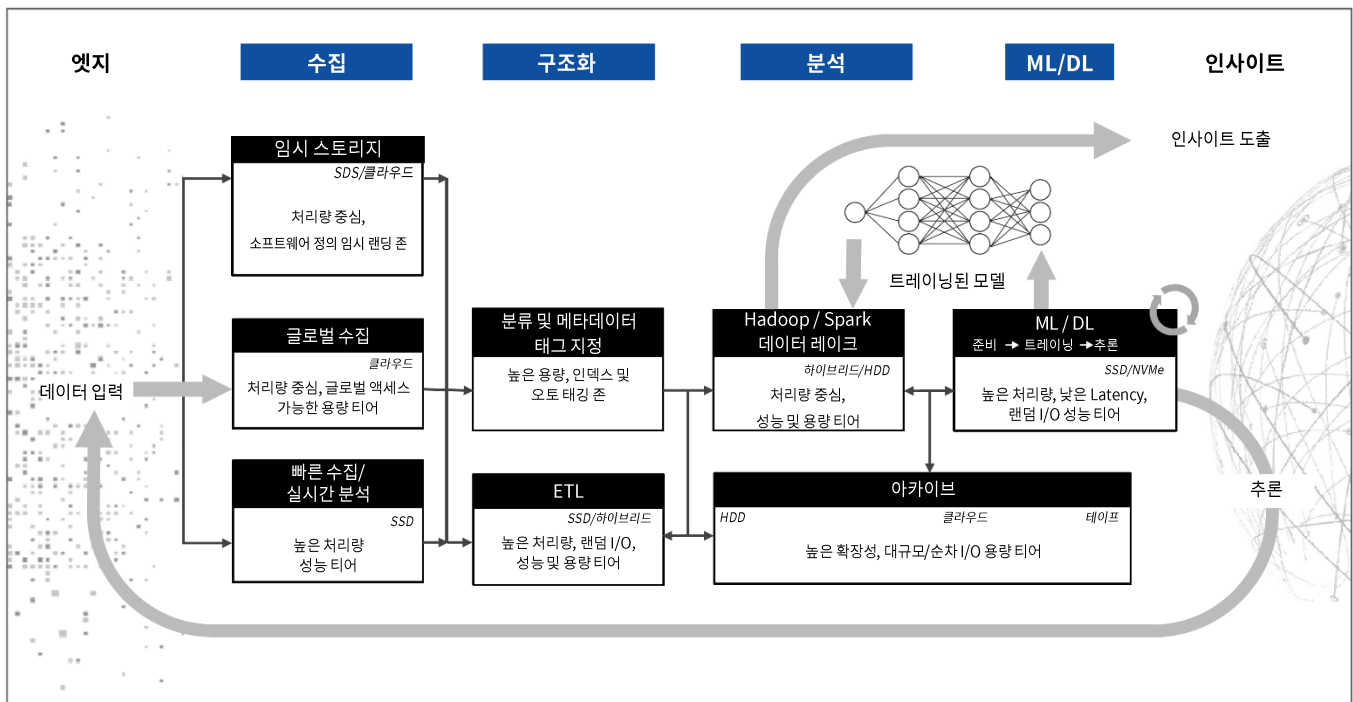 엣지
수집
구조화
분석
ML/DL
인사이트
인사이트 도출
임시 스토리지
SDS/클라우드
처리량 중심,
소프트웨어 정의 임시 랜딩 존
트레이닝된 모델
글로벌 수집
클라우드
처리량 중심, 글로벌 액세스
가능한 용량 티어
분류 및 메타데이터
태그 지정
높은 용량, 인덱스 및
오토 태깅 존
Hadoop / Spark
데이터 레이크
하이브리드/HDD
처리량 중심,
성능 및 용량 티어
ML / DL
준비 → 트레이닝 →추론
SSD/NVMe
높은 처리량, 낮은 Latency,
랜덤 I/O 성능 티어
데이터 입력
빠른 수집/
실시간 분석
SSD
높은 처리량
성능 티어
ETL
SSD/하이브리드
높은 처리량, 랜덤 I/O,
성능 및 용량 티어
아카이브
HDD
클라우드
테이프
높은 확장성, 대규모/순차 I/O 용량 티어
추론